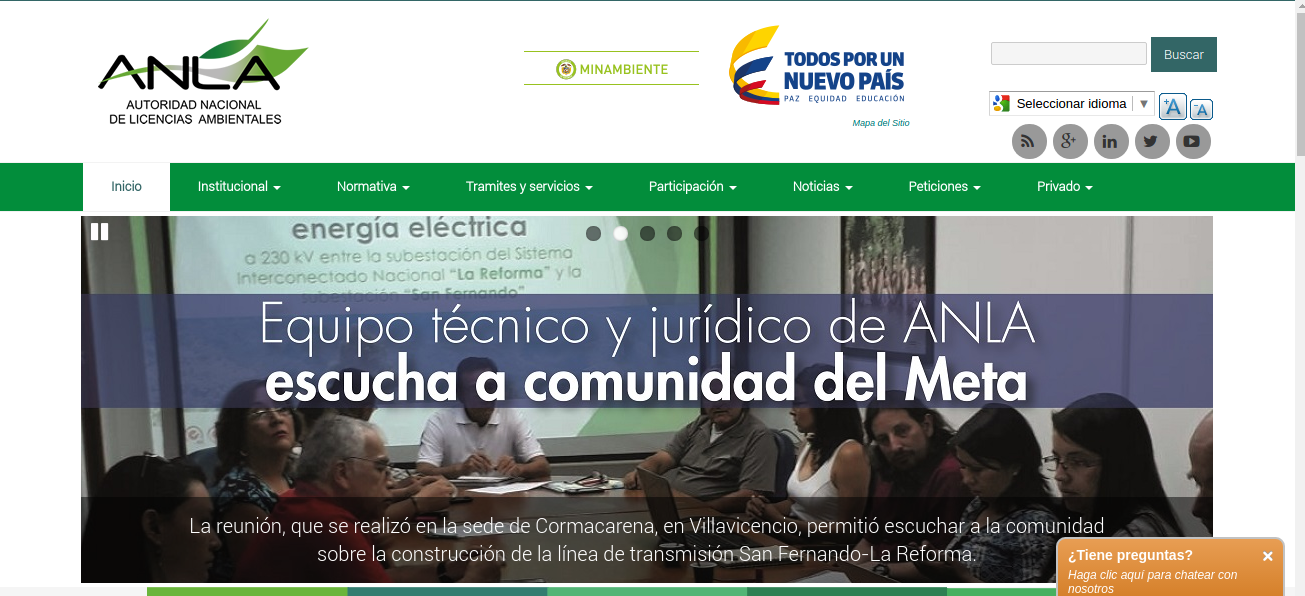 ANLA
AUTORIDAD NACIONAL
DE LICENCIAS AMBIENTALES
MINAMBIENTE
TODOS POR UN
NUEVO PAÍS
PAZ EQUIDAD EDUCACIÓN
Mapa del Sitio
Buscar
Seleccionar idioma ▼
+A -A
g+ in
Inicio Institucional Normativa Tramites y servicios Participación Noticias Peticiones Privado
energía eléctrica
a 230 kV entre la subestación del Sistema
Interconectado Nacional “La Reforma” y la
subestación “San Fernando”
Equipo técnico y jurídico de ANLA
escucha a comunidad del Meta
La reunión, que se realizó en la sede de Cormacarena, en Villavicencio, permitió escuchar a la comunidad
sobre la construcción de la línea de transmisión San Fernando-La Reforma.
¿Tiene preguntas? ×
Haga clic aquí para chatear con
nosotros